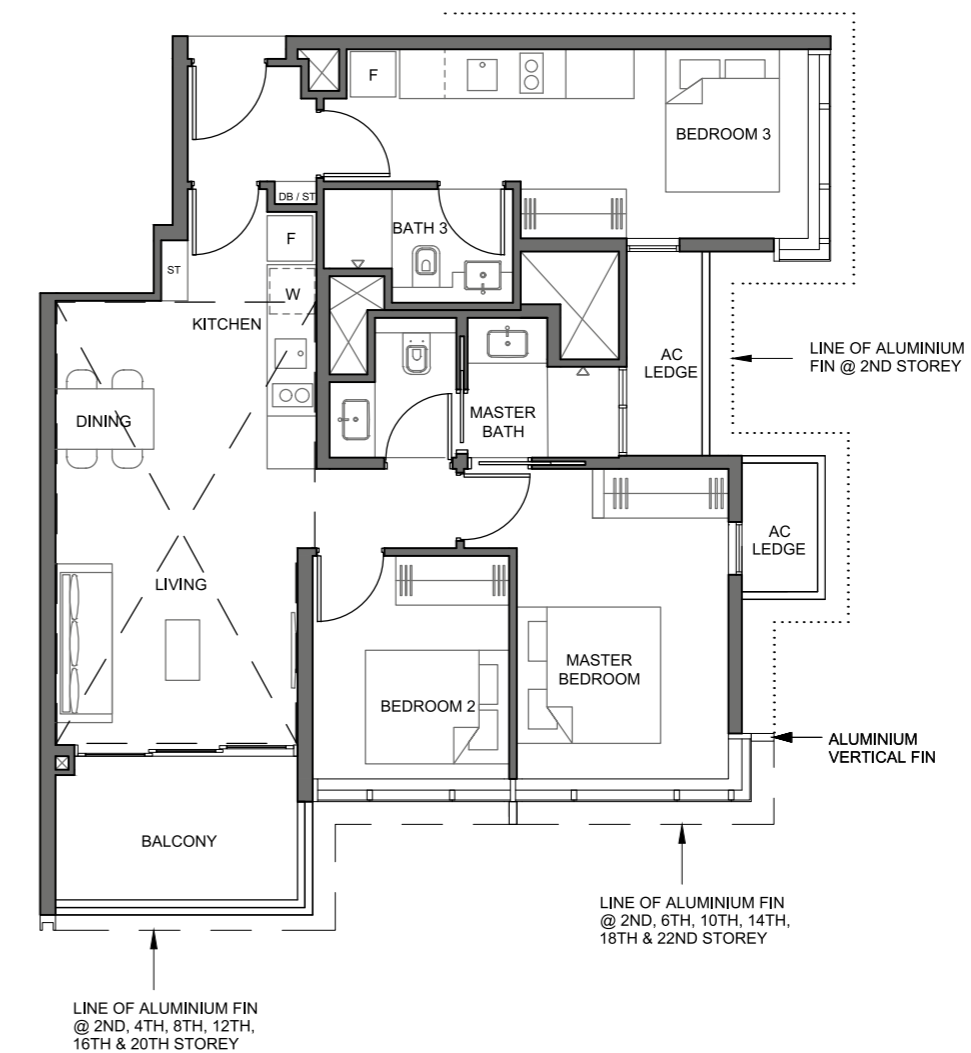 F
BEDROOM 3
DB / ST
BATH 3
F
ST
W
KITCHEN
AC
LEDGE
LINE OF ALUMINIUM
FIN @ 2ND STOREY
DINING
MASTER
BATH
AC
LEDGE
LIVING
MASTER
BEDROOM
BEDROOM 2
ALUMINIUM
VERTICAL FIN
BALCONY
LINE OF ALUMINIUM FIN
@ 2ND, 6TH, 10TH, 14TH,
18TH & 22ND STOREY
LINE OF ALUMINIUM FIN
@ 2ND, 4TH, 8TH, 12TH,
16TH & 20TH STOREY